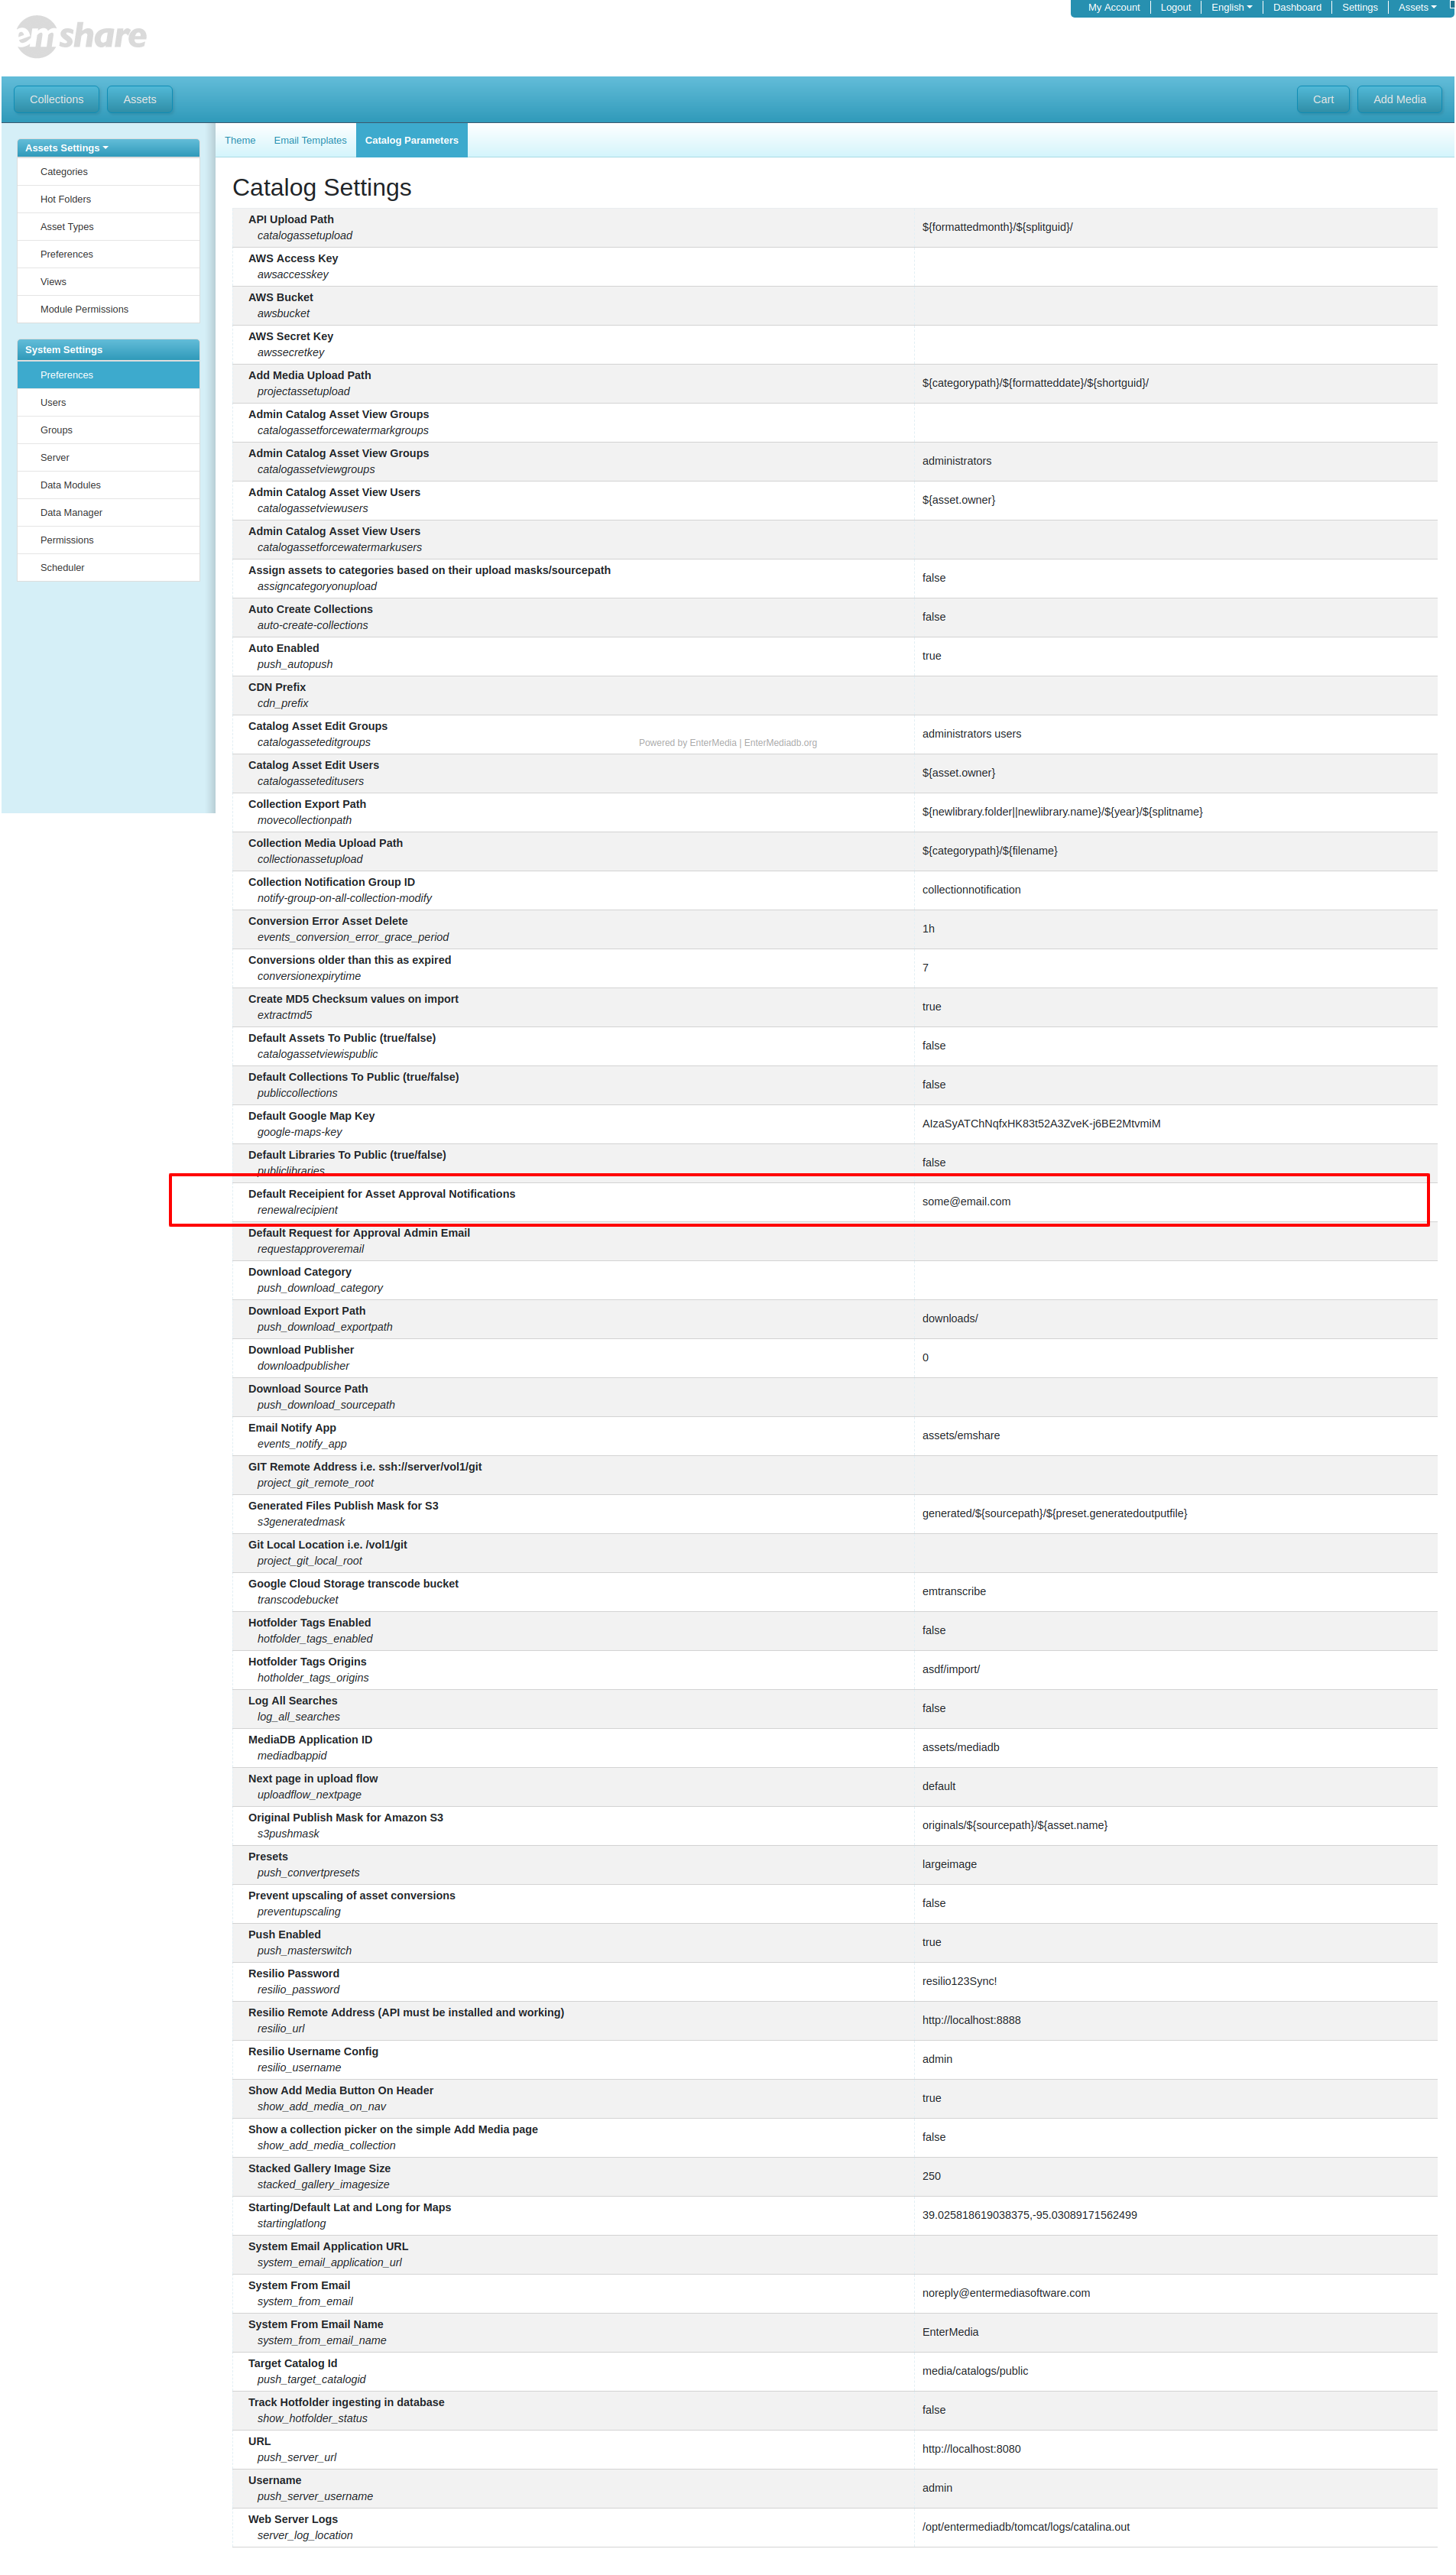 My Account Logout English Dashboard Settings Assets
emshare
Collections Assets Cart Add Media
Assets Settings
Categories
Hot Folders
Asset Types
Preferences
Views
Module Permissions
System Settings
Preferences
Users
Groups
Server
Data Modules
Data Manager
Permissions
Scheduler
Theme Email Templates Catalog Parameters
Catalog Settings
API Upload Path
catalogassetupload
${formattedmonth}/${splitguid}/
AWS Access Key
awsaccesskey
AWS Bucket
awsbucket
AWS Secret Key
awssecretkey
Add Media Upload Path
projectassetupload
${categorypath}/${formatteddate}/${shortguid}/
Admin Catalog Asset View Groups
catalogassetforcewatermarkgroups
Admin Catalog Asset View Groups
catalogassetviewgroups
administrators
Admin Catalog Asset View Users
catalogassetviewusers
${asset.owner}
Admin Catalog Asset View Users
catalogassetforcewatermarkusers
Assign assets to categories based on their upload masks/sourcepath
assigncategoryonupload
false
Auto Create Collections
auto-create-collections
false
Auto Enabled
push_autopush
true
CDN Prefix
cdn_prefix
Catalog Asset Edit Groups
catalogasseteditgroups
administrators users
Powered by EnterMedia | EnterMediadb.org
Catalog Asset Edit Users
catalogasseteditusers
${asset.owner}
Collection Export Path
movecollectionpath
${newlibrary.folder||newlibrary.name}/${year}/${splitname}
Collection Media Upload Path
collectionassetupload
${categorypath}/${filename}
Collection Notification Group ID
notify-group-on-all-collection-modify
collectionnotification
Conversion Error Asset Delete
events_conversion_error_grace_period
1h
Conversions older than this as expired
conversionexpirytime
7
Create MD5 Checksum values on import
extractmd5
true
Default Assets To Public (true/false)
catalogassetviewispublic
false
Default Collections To Public (true/false)
publiccollections
false
Default Google Map Key
google-maps-key
AIzaSyATChNqfxHK83t52A3ZveK-j6BE2MtvmiM
Default Libraries To Public (true/false)
publiclibraries
false
Default Receipient for Asset Approval Notifications
renewalrecipient
some@email.com
Default Request for Approval Admin Email
requestapproveremail
Download Category
push_download_category
Download Export Path
push_download_exportpath
downloads/
Download Publisher
downloadpublisher
0
Download Source Path
push_download_sourcepath
Email Notify App
events_notify_app
assets/emshare
GIT Remote Address i.e. ssh://server/vol1/git
project_git_remote_root
Generated Files Publish Mask for S3
s3generatedmask
generated/${sourcepath}/${preset.generatedoutputfile}
Git Local Location i.e. /vol1/git
project_git_local_root
Google Cloud Storage transcode bucket
transcodebucket
emtranscribe
Hotfolder Tags Enabled
hotfolder_tags_enabled
false
Hotfolder Tags Origins
hotholder_tags_origins
asdf/import/
Log All Searches
log_all_searches
false
MediaDB Application ID
mediadbappid
assets/mediadb
Next page in upload flow
uploadflow_nextpage
default
Original Publish Mask for Amazon S3
s3pushmask
originals/${sourcepath}/${asset.name}
Presets
push_convertpresets
largeimage
Prevent upscaling of asset conversions
preventupscaling
false
Push Enabled
push_masterswitch
true
Resilio Password
resilio_password
resilio123Sync!
Resilio Remote Address (API must be installed and working)
resilio_url
http://localhost:8888
Resilio Username Config
resilio_username
admin
Show Add Media Button On Header
show_add_media_on_nav
true
Show a collection picker on the simple Add Media page
show_add_media_collection
false
Stacked Gallery Image Size
stacked_gallery_imagesize
250
Starting/Default Lat and Long for Maps
startinglatlong
39.025818619038375,-95.03089171562499
System Email Application URL
system_email_application_url
System From Email
system_from_email
noreply@entermediasoftware.com
System From Email Name
system_from_email_name
EnterMedia
Target Catalog Id
push_target_catalogid
media/catalogs/public
Track Hotfolder ingesting in database
show_hotfolder_status
false
URL
push_server_url
http://localhost:8080
Username
push_server_username
admin
Web Server Logs
server_log_location
/opt/entermediadb/tomcat/logs/catalina.out